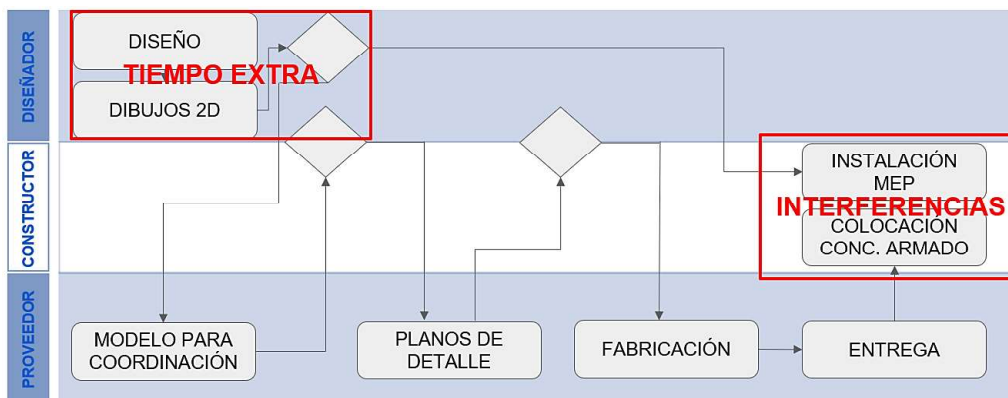 DISEÑADOR
DISEÑO
TIEMPO EXTRA
DIBUJOS 2D
CONSTRUCTOR
INSTALACIÓN
MEP
INTERFERENCIAS
COLOCACIÓN
CONC. ARMADO
PROVEEDOR
MODELO PARA
COORDINACIÓN
PLANOS DE
DETALLE
FABRICACIÓN
ENTREGA